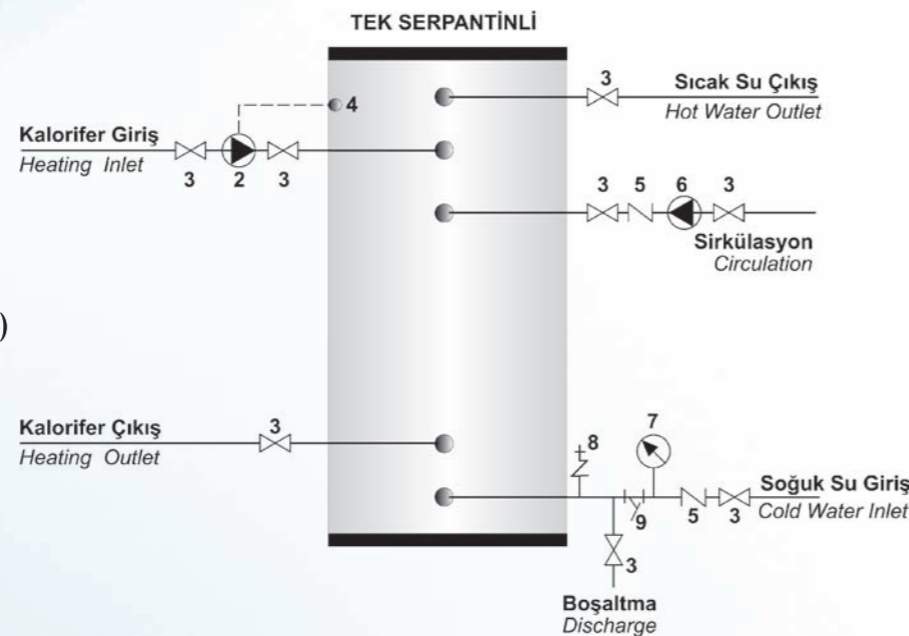 TEK SERPANTİNLİ
3
Sıcak Su Çıkış
Hot Water Outlet
4
Kalorifer Giriş
Heating Inlet
3 2 3
3 5 6 3
Sirkülasyon
Circulation
)
Kalorifer Çıkış
Heating Outlet
3
7
8
Soğuk Su Giriş
Cold Water Inlet
9 5 3
3
Boşaltma
Discharge